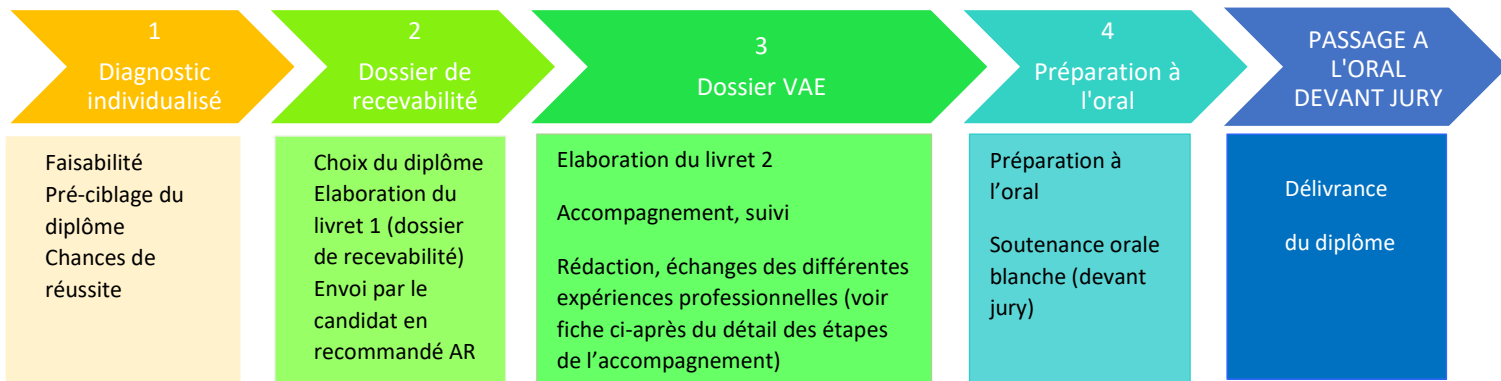 1
Diagnostic
individualisé
2
Dossier de
recevabilité
3
Dossier VAE
4
Préparation à
l'oral
PASSAGE A
L'ORAL
DEVANT JURY
Faisabilité
Pré-ciblage du
diplôme
Chances de
réussite
Choix du diplôme
Elaboration du
livret 1 (dossier
de recevabilité)
Envoi par le
candidat en
recommandé AR
Elaboration du livret 2
Accompagnement, suivi
Rédaction, échanges des différentes
expériences professionnelles (voir
fiche ci-après du détail des étapes
de l’accompagnement)
Préparation à
l’oral
Soutenance orale
blanche (devant
jury)
Délivrance
du diplôme